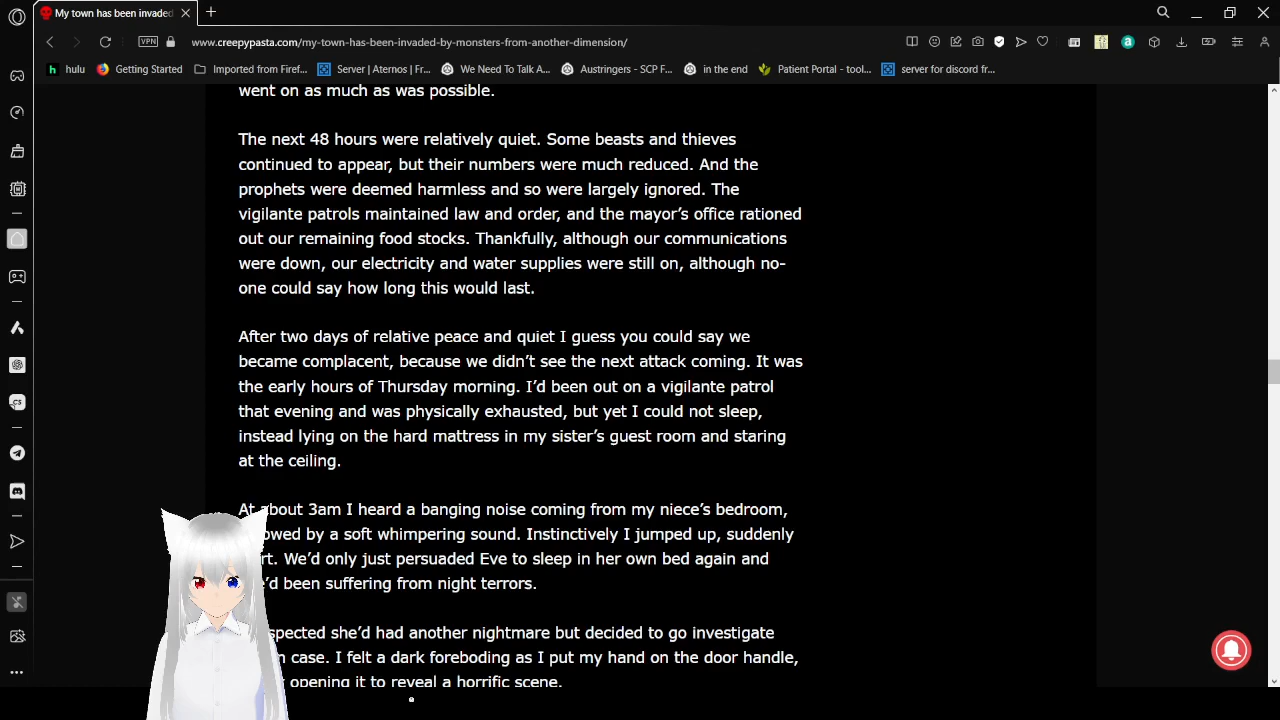 My town has been invaded
VPN
www.creepypasta.com/my-town-has-been-invaded-by-monsters-from-another-dimension/
hulu
Getting Started
Imported from Firef...
Server | Aternos | Fr...
We Need To Talk A...
Austringers - SCP F...
in the end
Patient Portal - tool...
server for discord fr...
went on as much as was possible.
The next 48 hours were relatively quiet. Some beasts and thieves
continued to appear, but their numbers were much reduced. And the
prophets were deemed harmless and so were largely ignored. The
vigilante patrols maintained law and order, and the mayor’s office rationed
out our remaining food stocks. Thankfully, although our communications
were down, our electricity and water supplies were still on, although no-
one could say how long this would last.
After two days of relative peace and quiet I guess you could say we
became complacent, because we didn’t see the next attack coming. It was
the early hours of Thursday morning. I’d been out on a vigilante patrol
that evening and was physically exhausted, but yet I could not sleep,
instead lying on the hard mattress in my sister’s guest room and staring
at the ceiling.
At about 3am I heard a banging noise coming from my niece’s bedroom,
owed by a soft whimpering sound. Instinctively I jumped up, suddenly
rt. We’d only just persuaded Eve to sleep in her own bed again and
e’d been suffering from night terrors.
spected she’d had another nightmare but decided to go investigate
case. I felt a dark foreboding as I put my hand on the door handle,
opening it to reveal a horrific scene.